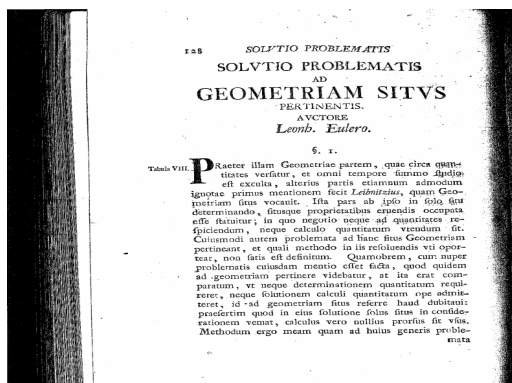 128 SOLVTIO PROBLEMATIS
SOLVTIO PROBLEMATIS
AD
GEOMETRIAM SITVS
PERTINENTIS.
AVCTORE
Leonh. Eulero.
§. 1.
Tabula VIII. PRaeter illam Geometriae partem, quae circa quan-
titates versatur, et omni tempore summo studio
est exculta, alterius partis etiamnum admodum
ignotae primus mentionem fecit Leibnitzius, quam Geo-
metriam situs vocauit. Ista pars ab ipso in solo situ
determinando, situsque proprietatibus eruendis occupata
esse statuitur; in quo negotio neque ad quantitates re-
spiciendum, neque calculo quantitatum vtendum sit.
Cuiusmodi autem problemata ad hanc situs Geometriam
pertineant, et quali methodo in iis resoluendis vti opor-
teat, non satis est definitum. Quamobrem, cum nuper
problematis cuiusdam mentio esset facta, quod quidem
ad geometriam pertinere videbatur, at ita erat com-
paratum, vt neque determinationem quantitatum requi-
reret, neque solutionem calculi quantitatum ope admit-
teret, id ad geometriam situs referre haud dubitaui:
praesertim quod in eius solutione solus situs in conside-
rationem veniat, calculus vero nullius prorsus sit vsus.
Methodum ergo meam quam ad huius generis proble-
mata